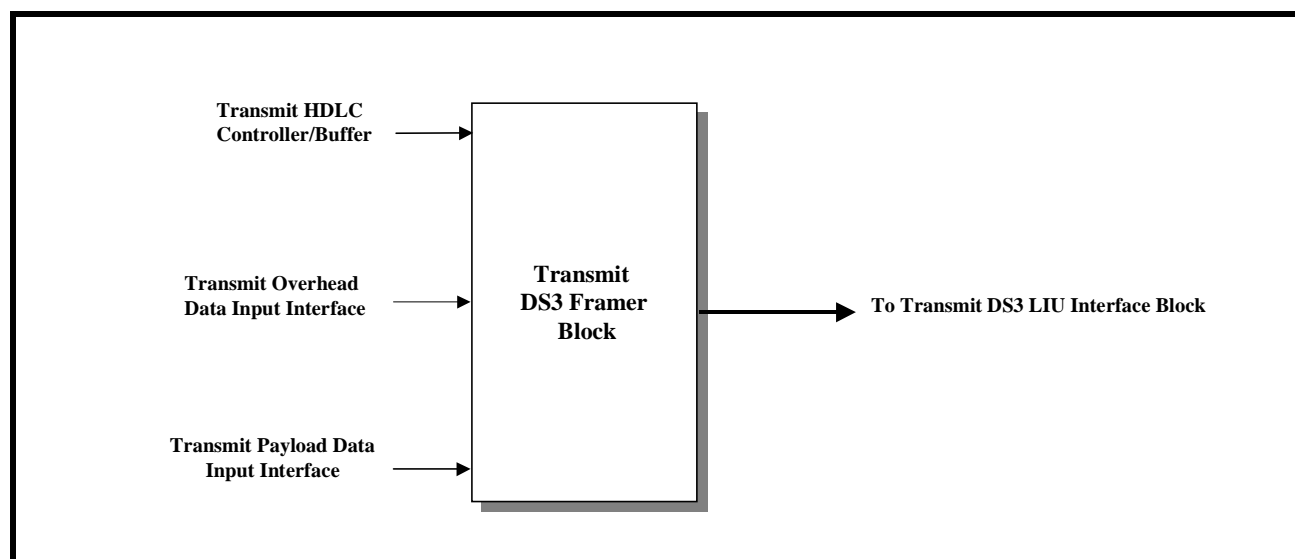 Transmit HDLC
Controller/Buffer
Transmit Overhead
Data Input Interface
Transmit Payload Data
Input Interface
Transmit
DS3 Framer
Block
To Transmit DS3 LIU Interface Block